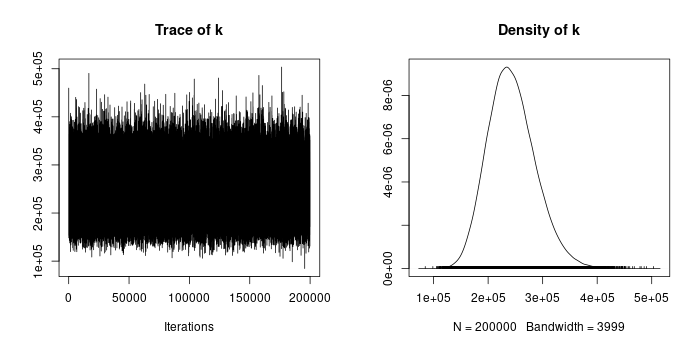 Trace of k
5e+05
4e+05
3e+05
2e+05
1e+05
0 50000 100000 150000 200000
Iterations
Density of k
8e-06
6e-06
4e-06
0e+00
1e+05 2e+05 3e+05 4e+05 5e+05
N = 200000 Bandwidth = 3999